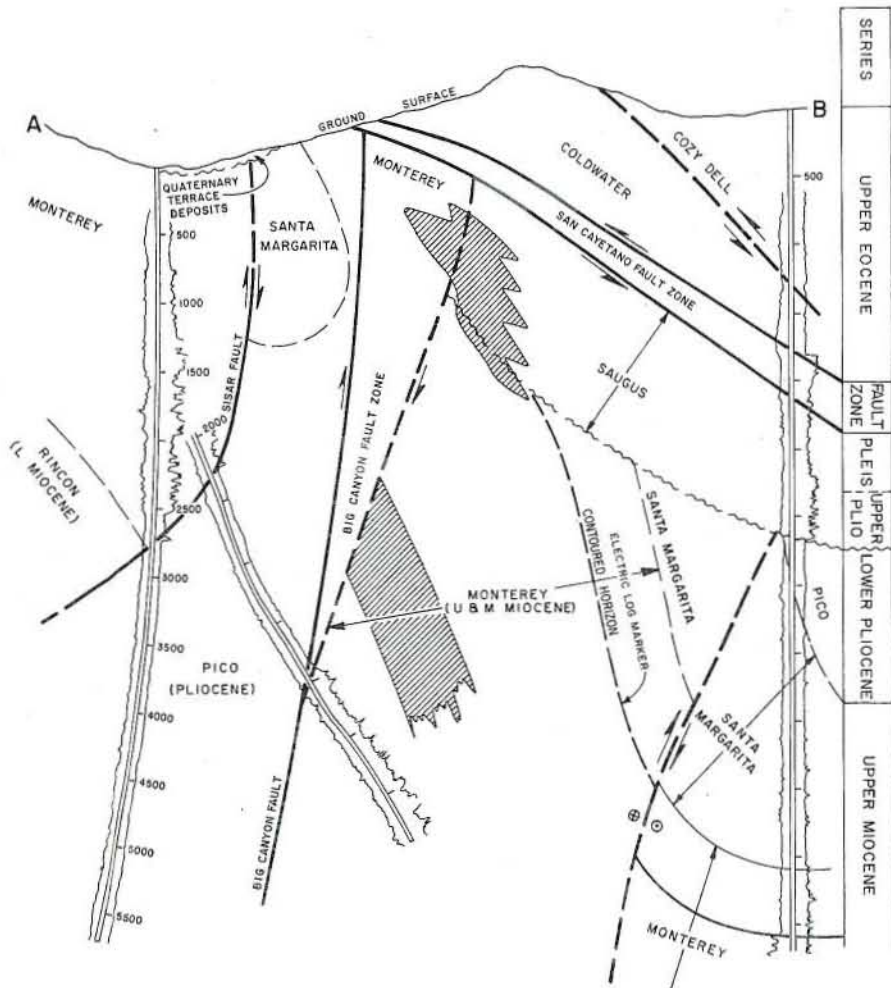 SERIES
A
B
GROUND SURFACE
COZY DELL
COLDWATER
500
UPPER EOCENE
MONTEREY
QUATERNARY
TERRACE
DEPOSITS
MONTEREY
SANTA
MARGARITA
SAN CAYETANO FAULT ZONE
500
1000
1500
SISAR FAULT
SAUGUS
FAULT
ZONE
2000
RINCON
(L. MIOCENE)
2500
3000
3500
4000
4500
5000
5500
BIG CANYON FAULT ZONE
PLEIS
UPPER
PLIO
SANTA MARGARITA
ELECTRIC LOG MARKER
CONTOURED HORIZON
MONTEREY
(U & M. MIOCENE)
PICO
LOWER PLIOCENE
PICO
(PLIOCENE)
SANTA
MARGARITA
BIG CANYON FAULT
UPPER MIOCENE
MONTEREY